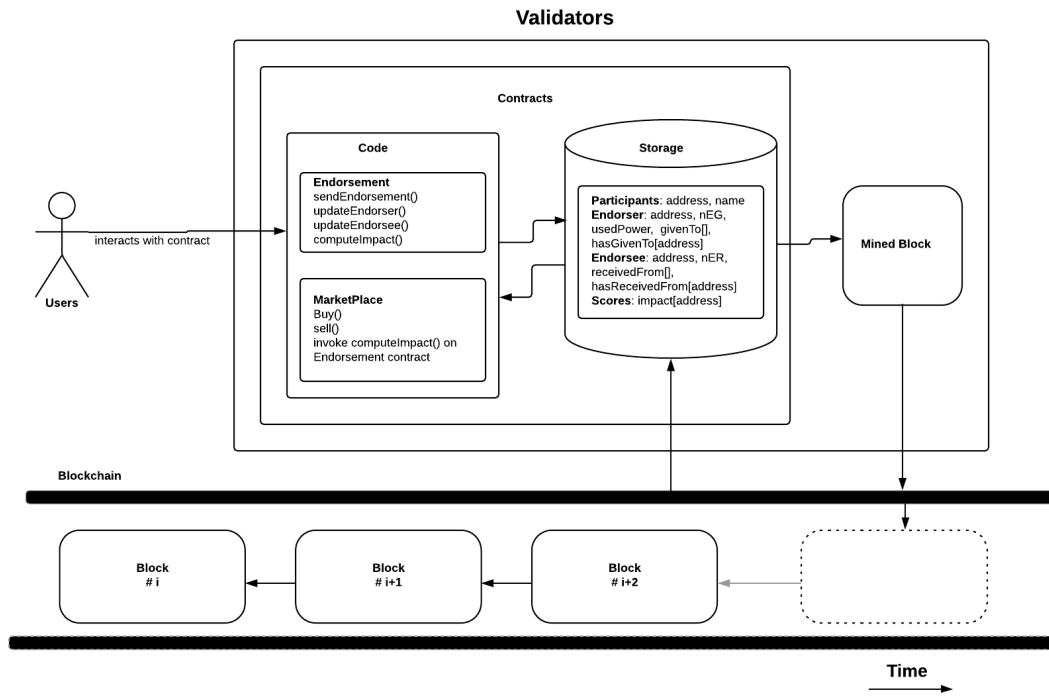 Validators
Contracts
Code
Storage
Endorsement
sendEndorsement()
updateEndorser()
updateEndorsee()
computeImpact()
MarketPlace
Buy()
sell()
invoke computeImpact() on
Endorsement contract
Participants: address, name
Endorser: address, nEG,
usedPower, givenTo[],
hasGivenTo[address]
Endorsee: address, nER,
receivedFrom[],
hasReceivedFrom[address]
Scores: impact[address]
Mined Block
interacts with contract
Users
Blockchain
Block
# i
Block
# i+1
Block
# i+2
Time